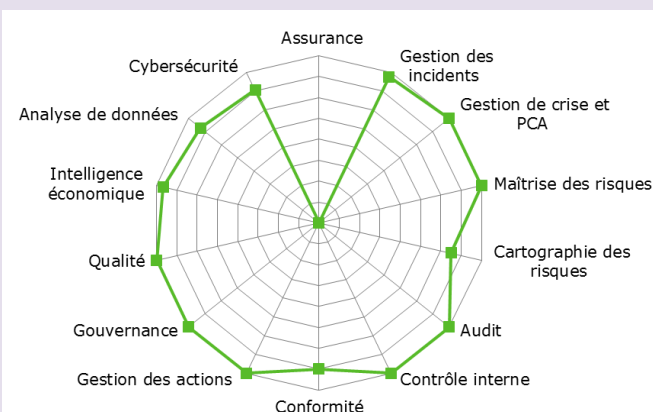 Assurance
Gestion des
incidents
Gestion de crise et
PCA
Maîtrise des risques
Cartographie des
risques
Audit
Contrôle interne
Conformité
Gestion des actions
Gouvernance
Qualité
Intelligence
économique
Analyse de données
Cybersécurité